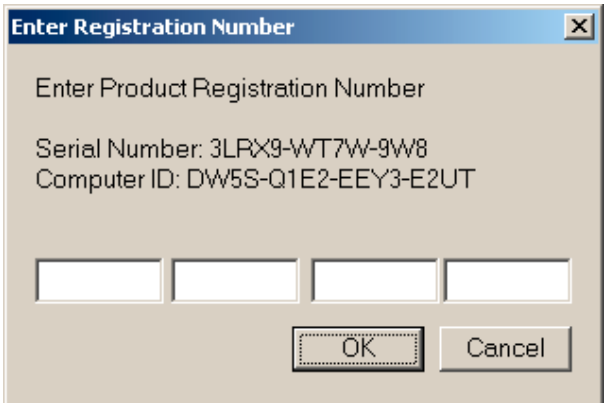 Enter Registration Number
Enter Product Registration Number
Serial Number: 3LRX9-WT7W-9W8
Computer ID: DW5S-Q1E2-EEY3-E2UT
OK
Cancel